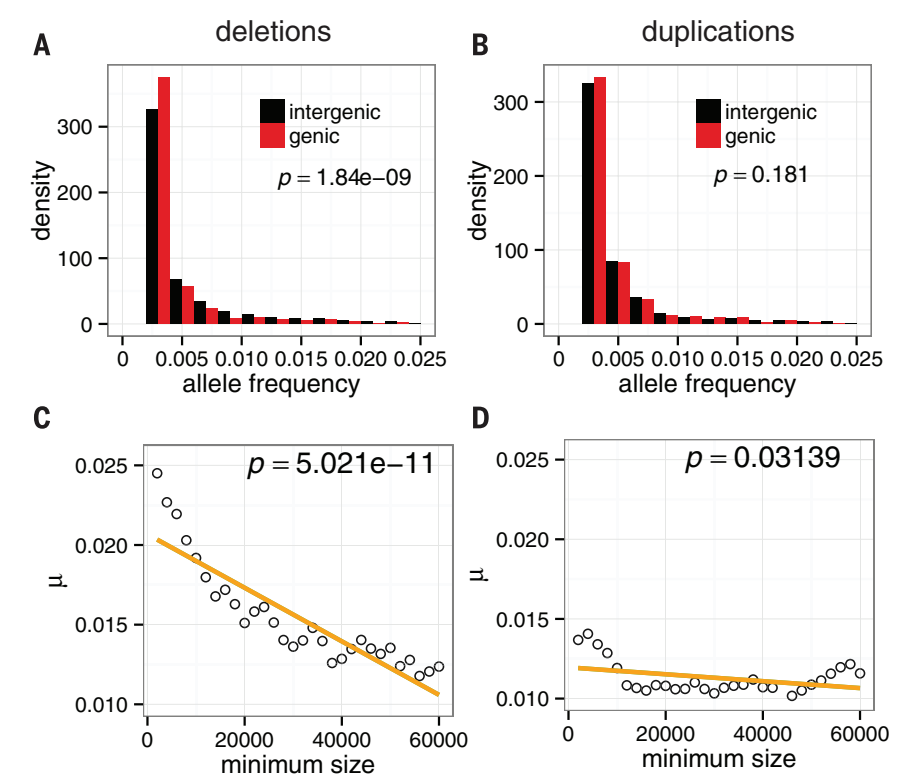 A
deletions
300
200
100
0
density
intergenic
genic
p = 1.84e−09
0 0.005 0.010 0.015 0.020 0.025
allele frequency
B
duplications
300
200
100
0
density
intergenic
genic
p = 0.181
0 0.005 0.010 0.015 0.020 0.025
allele frequency
C
0.025
0.020
0.015
0.010
μ
p = 5.021e−11
0 20000 40000 60000
minimum size
D
0.025
0.020
0.015
0.010
μ
p = 0.03139
0 20000 40000 60000
minimum size